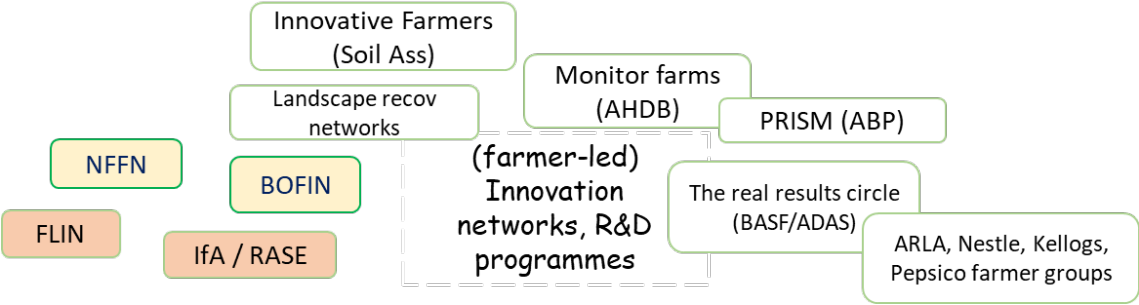 Innovative Farmers
(Soil Ass)
Monitor farms
(AHDB)
Landscape recov
networks
PRISM (ABP)
NFFN
BOFIN
(farmer-led)
Innovation
networks, R&D
programmes
The real results circle
(BASF/ADAS)
FLIN
IfA / RASE
ARLA, Nestle, Kellogs,
Pepsico farmer groups